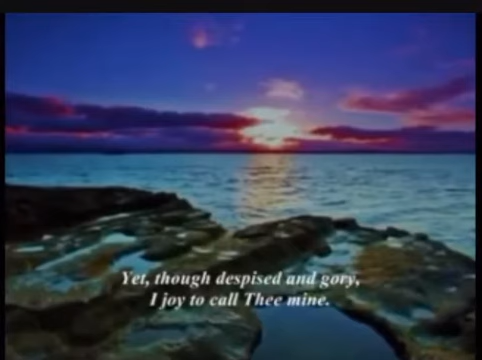 Yet, though despised and gory,
I joy to call Thee mine.